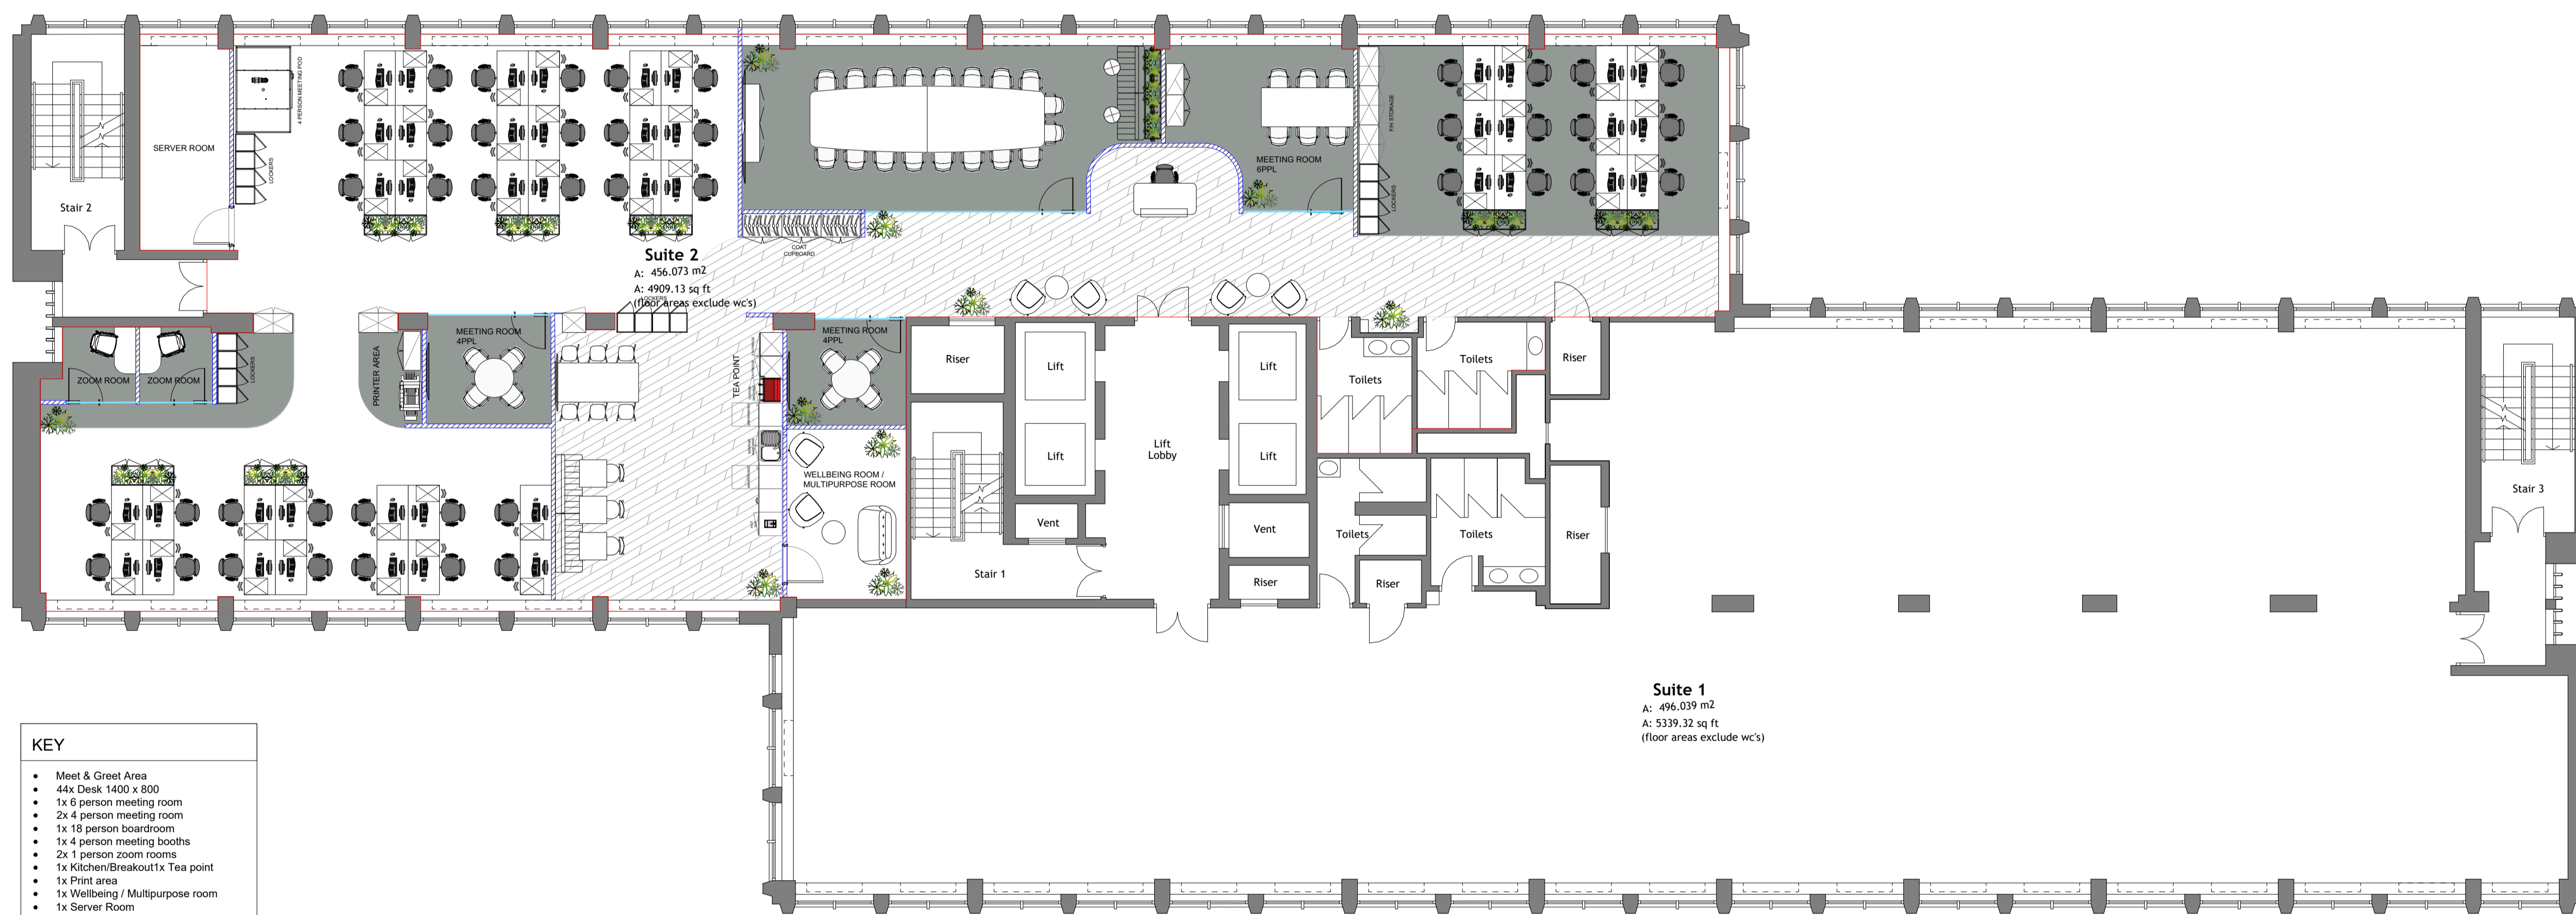 4 PERSON MEETING POD
SERVER ROOM
LOCKERS
Stair 2
MEETING ROOM
6PPL
F/H STORAGE
LOCKERS
COAT
CUPBOARD
Suite 2
A: 456.073 m2
A: 4909.13 sq ft
(floor areas exclude wc's)
LOCKERS
ZOOM ROOM
ZOOM ROOM
LOCKERS
PRINTER AREA
MEETING ROOM
4PPL
TEA POINT
MEETING ROOM
4PPL
WELLBEING ROOM /
MULTIPURPOSE ROOM
Riser
Lift
Lift
Lift
Lobby
Lift
Lift
Vent
Vent
Stair 1
Riser
Toilets
Toilets
Riser
Toilets
Toilets
Riser
Riser
Stair 3
Suite 1
A: 496.039 m2
A: 5339.32 sq ft
(floor areas exclude wc's)
KEY
• Meet & Greet Area
• 44x Desk 1400 x 800
• 1x 6 person meeting room
• 2x 4 person meeting room
• 1x 18 person boardroom
• 1x 4 person meeting booths
• 2x 1 person zoom rooms
• 1x Kitchen/Breakout1x Tea point
• 1x Print area
• 1x Wellbeing / Multipurpose room
• 1x Server Room